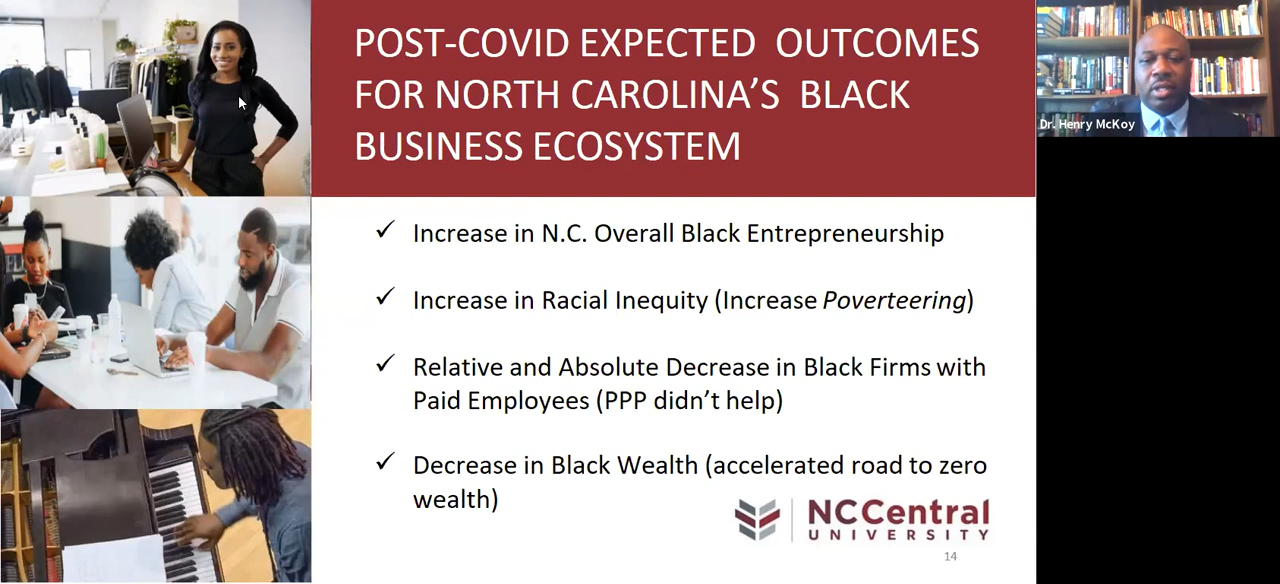 POST-COVID EXPECTED OUTCOMES
FOR NORTH CAROLINA'S BLACK
BUSINESS ECOSYSTEM
Dr. Henry McKoy
✓ Increase in N.C. Overall Black Entrepreneurship
✓ Increase in Racial Inequity (Increase Poverteering)
✓ Relative and Absolute Decrease in Black Firms with
Paid Employees (PPP didn't help)
✓ Decrease in Black Wealth (accelerated road to zero
wealth)
NCCentral
UNIVERSITY
14